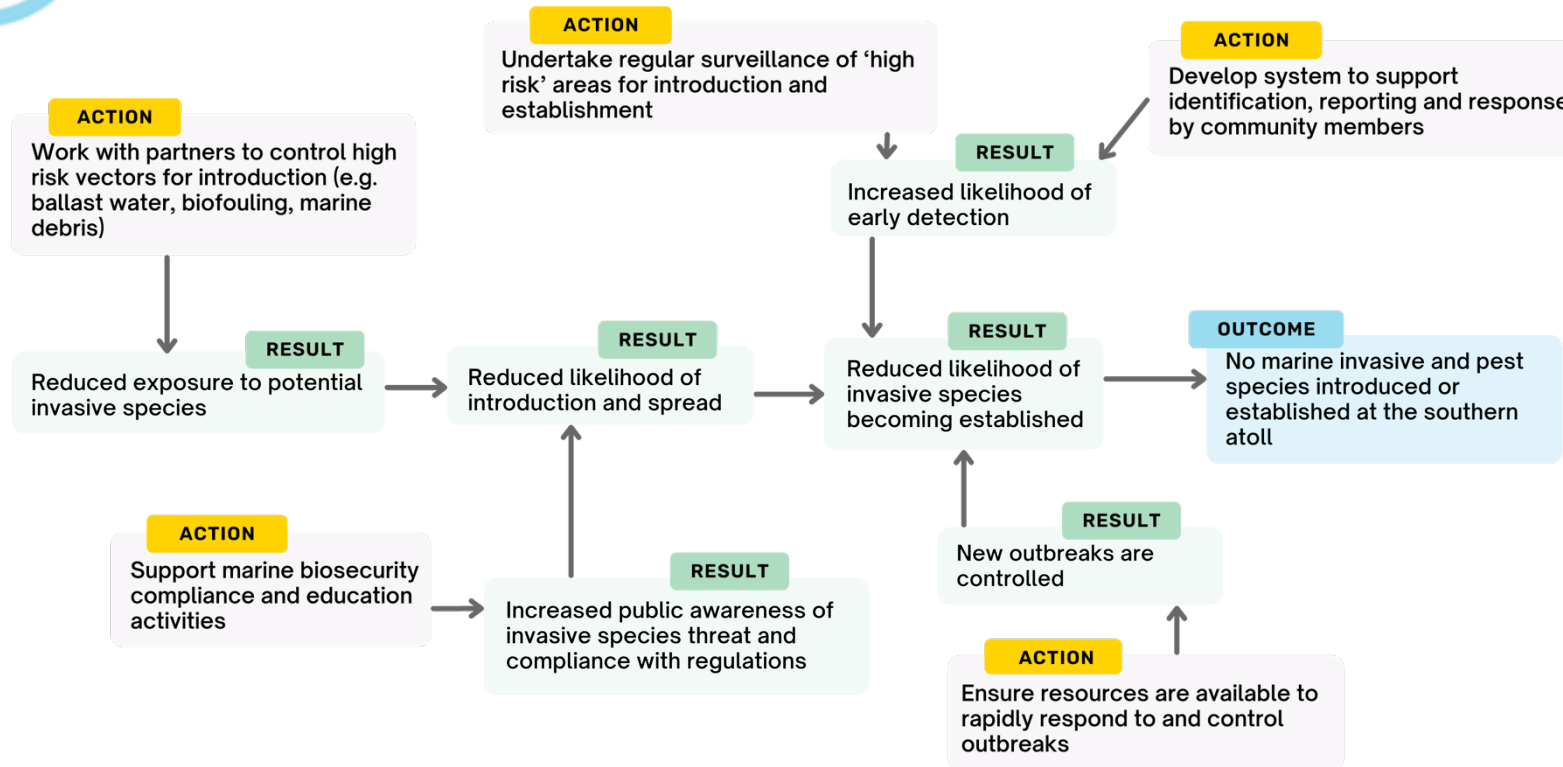 ACTION
Undertake regular surveillance of ‘high
risk’ areas for introduction and
establishment
ACTION
Develop system to support
identification, reporting and response
by community members
ACTION
Work with partners to control high
risk vectors for introduction (e.g.
ballast water, biofouling, marine
debris)
RESULT
Increased likelihood of
early detection
RESULT
Reduced exposure to potential
invasive species
RESULT
Reduced likelihood of
introduction and spread
RESULT
Reduced likelihood of
invasive species
becoming established
OUTCOME
No marine invasive and pest
species introduced or
established at the southern
atoll
ACTION
Support marine biosecurity
compliance and education
activities
RESULT
Increased public awareness of
invasive species threat and
compliance with regulations
RESULT
New outbreaks are
controlled
ACTION
Ensure resources are available to
rapidly respond to and control
outbreaks